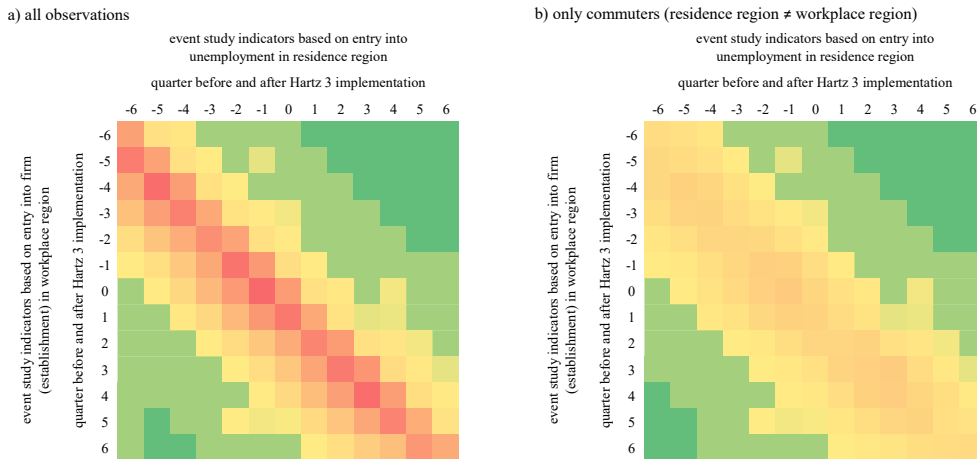 a) all observations
event study indicators based on entry into
unemployment in residence region
quarter before and after Hartz 3 implementation
-6 -5 -4 -3 -2 -1 0 1 2 3 4 5 6
event study indicators based on entry into firm
(establishment) in workplace region
quarter before and after Hartz 3 implementation
-6
-5
-4
-3
-2
-1
0
1
2
3
4
5
6
b) only commuters (residence region ≠ workplace region)
event study indicators based on entry into
unemployment in residence region
quarter before and after Hartz 3 implementation
-6 -5 -4 -3 -2 -1 0 1 2 3 4 5 6
event study indicators based on entry into firm
(establishment) in workplace region
quarter before and after Hartz 3 implementation
-6
-5
-4
-3
-2
-1
0
1
2
3
4
5
6